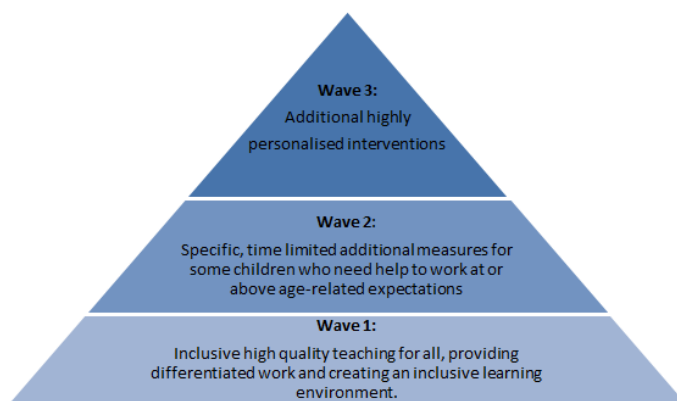 Wave 3:
Additional highly
personalised interventions
Wave 2:
Specific, time limited additional measures for
some children who need help to work at or
above age-related expectations
Wave 1:
Inclusive high quality teaching for all, providing
differentiated work and creating an inclusive learning
environment.